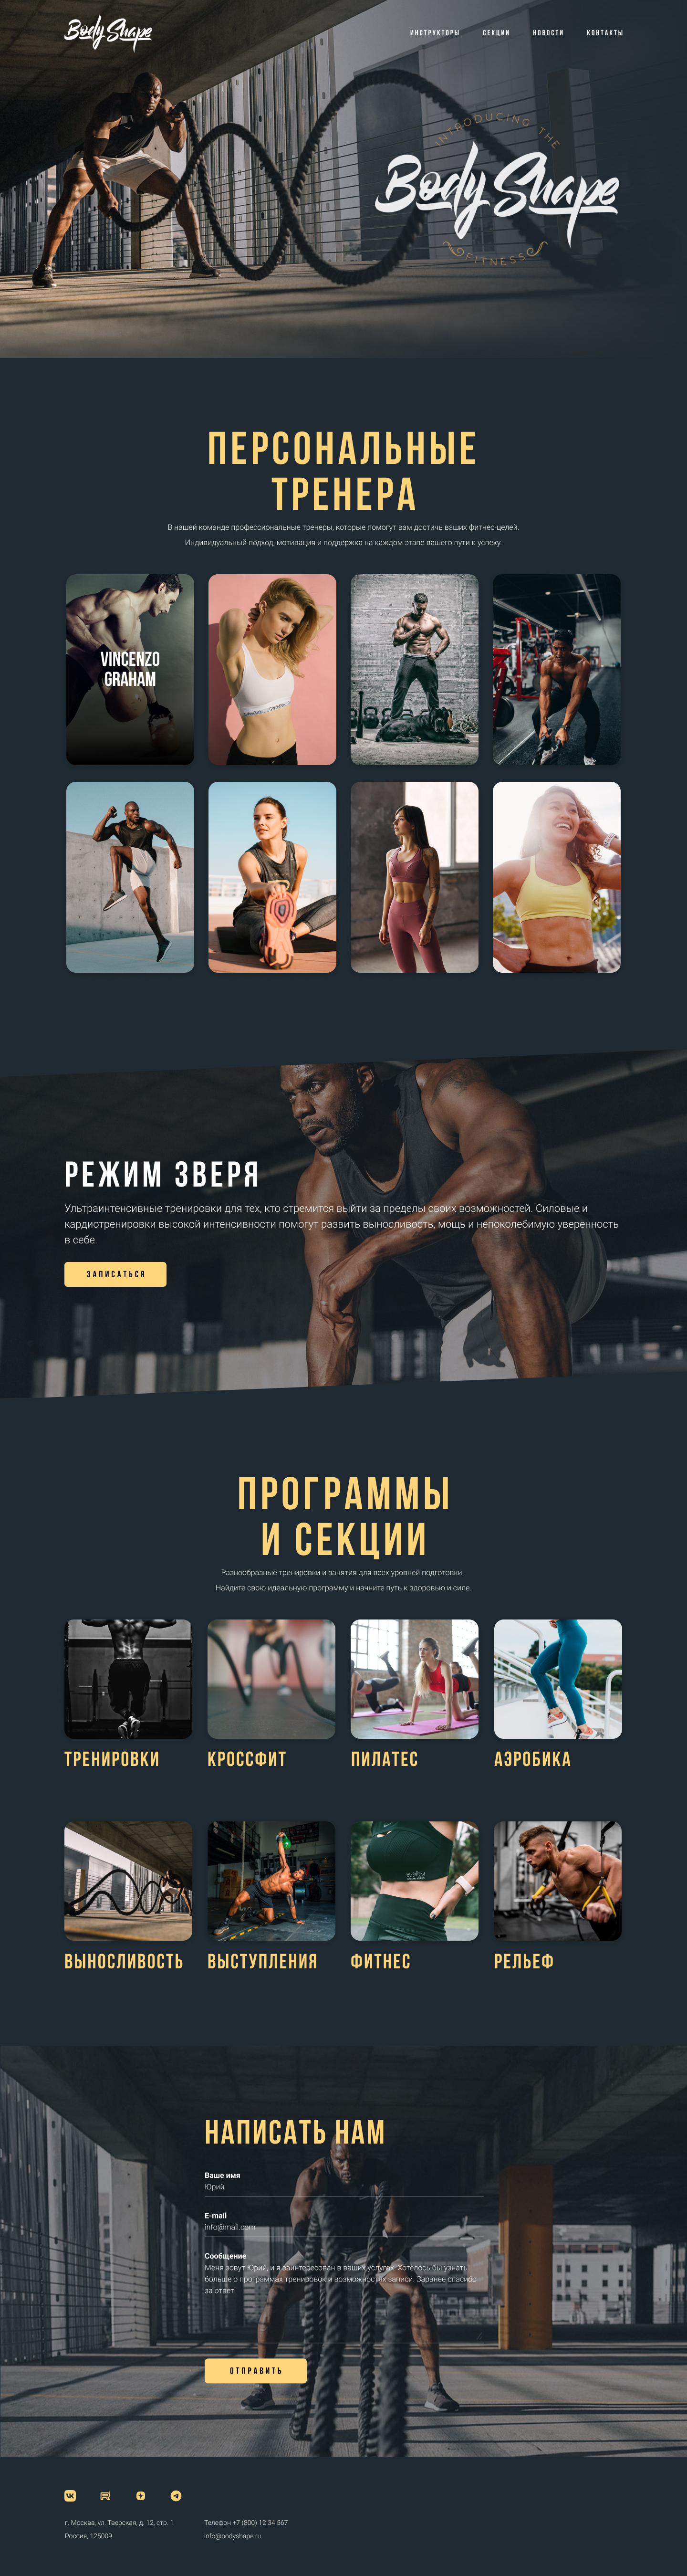 Body Shape
ИНСТРУКТОРЫ
СЕКЦИИ
НОВОСТИ
КОНТАКТЫ
INTRODUCING THE
Body Shape
FITNESS
ПЕРСОНАЛЬНЫЕ
ТРЕНЕРА
В нашей команде профессиональные тренеры, которые помогут вам достичь ваших фитнес-целей.
Индивидуальный подход, мотивация и поддержка на каждом этапе вашего пути к успеху.
VINCENZO
GRAHAM
РЕЖИМ ЗВЕРЯ
Ультраинтенсивные тренировки для тех, кто стремится выйти за пределы своих возможностей. Силовые и
кардиотренировки высокой интенсивности помогут развить выносливость, мощь и непоколебимую уверенность
в себе.
ЗАПИСАТЬСЯ
ПРОГРАММЫ
И СЕКЦИИ
Разнообразные тренировки и занятия для всех уровней подготовки.
Найдите свою идеальную программу и начните путь к здоровью и силе.
ТРЕНИРОВКИ
КРОССФИТ
ПИЛАТЕС
АЭРОБИКА
ВЫНОСЛИВОСТЬ
ВЫСТУПЛЕНИЯ
ФИТНЕС
РЕЛЬЕФ
НАПИСАТЬ НАМ
Ваше имя
Юрий
E-mail
info@mail.com
Сообщение
Меня зовут Юрий, и я заинтересован в ваших услугах. Хотелось бы узнать
больше о программах тренировок и возможностях записи. Заранее спасибо
за ответ!
ОТПРАВИТЬ
г. Москва, ул. Тверская, д. 12, стр. 1
Россия, 125009
Телефон +7 (800) 12 34 567
info@bodyshape.ru